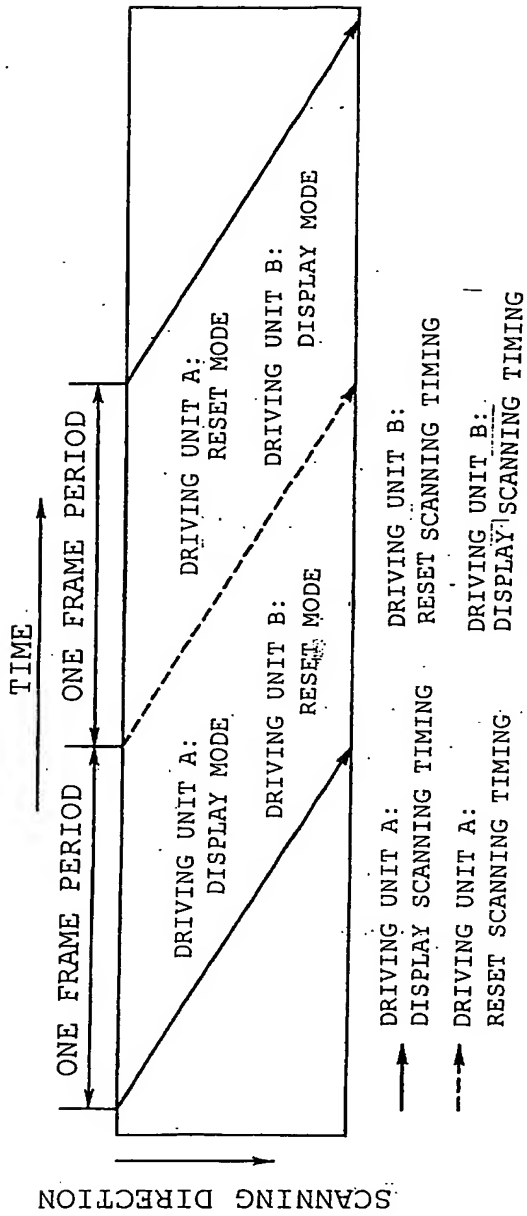 TIME
ONE FRAME PERIOD
ONE FRAME PERIOD
SCANNING DIRECTION
DRIVING UNIT A:
DISPLAY MODE
DRIVING UNIT B:
RESET MODE
DRIVING UNIT A:
RESET MODE
DRIVING UNIT B:
DISPLAY MODE
DRIVING UNIT A:
DISPLAY SCANNING TIMING
DRIVING UNIT B:
RESET SCANNING TIMING
DRIVING UNIT A:
RESET SCANNING TIMING
DRIVING UNIT B:
DISPLAY SCANNING TIMING